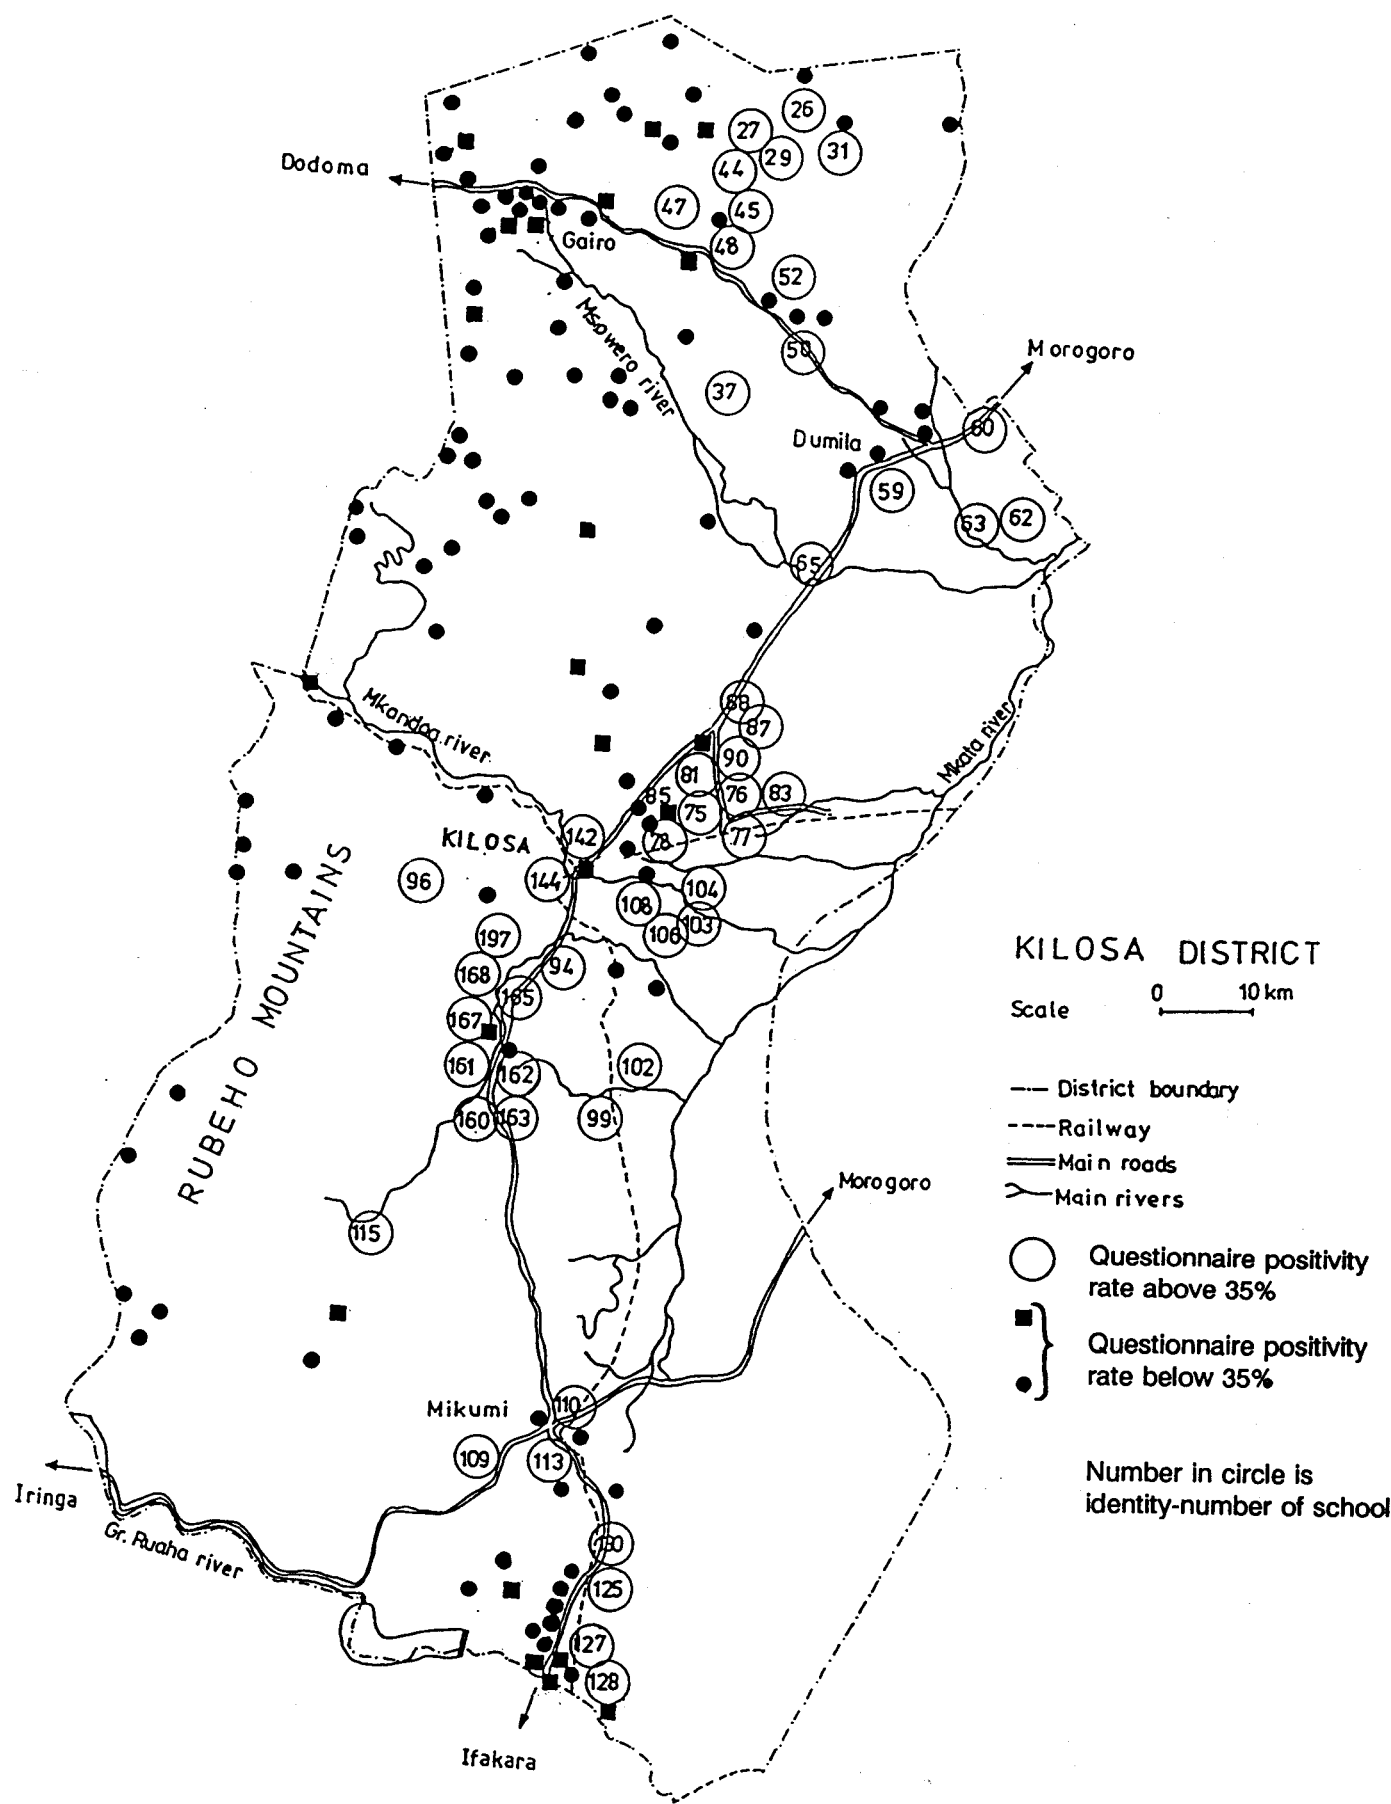 26
27
29
31
44
Dodoma
47
45
Gairo
48
52
Msowero river
50
Morogoro
37
Dumila
60
59
63
62
65
Mkondoa river
88
87
Mkata river
90
81
76
83
85
75
KILOSA
142
78
77
96
144
104
108
103
106
RUBEHO MOUNTAINS
197
94
KILOSA DISTRICT
168
165
Scale
0
10 km
167
161
162
102
District boundary
160
163
99
Railway
Main roads
Morogoro
Main rivers
115
Questionnaire positivity
rate above 35%
Questionnaire positivity
rate below 35%
Mikumi
110
109
113
Number in circle is
identity-number of school
Iringa
Gr. Ruaha river
130
125
127
128
Ifakara